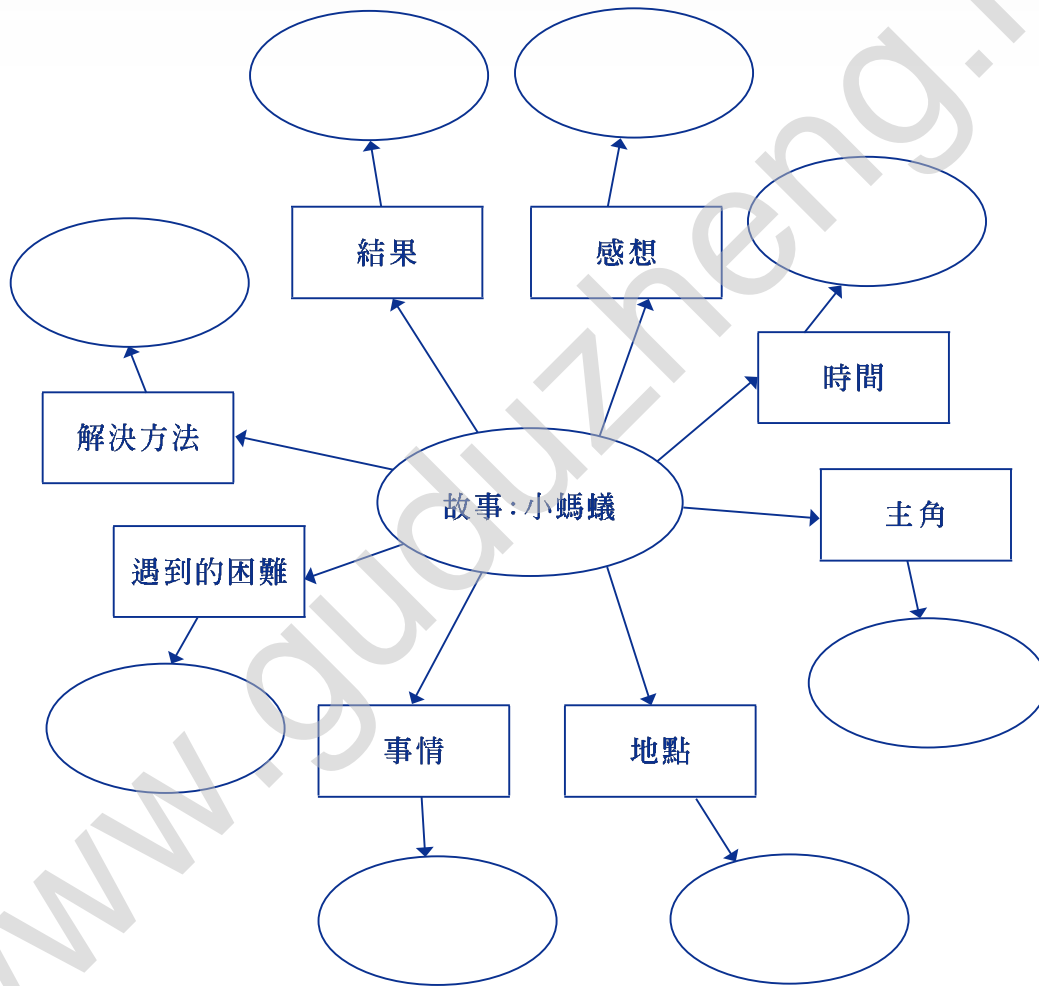 結果
感想
時間
解決方法
故事:小螞蟻
主角
遇到的困難
事情
地點
www.guduzheng.